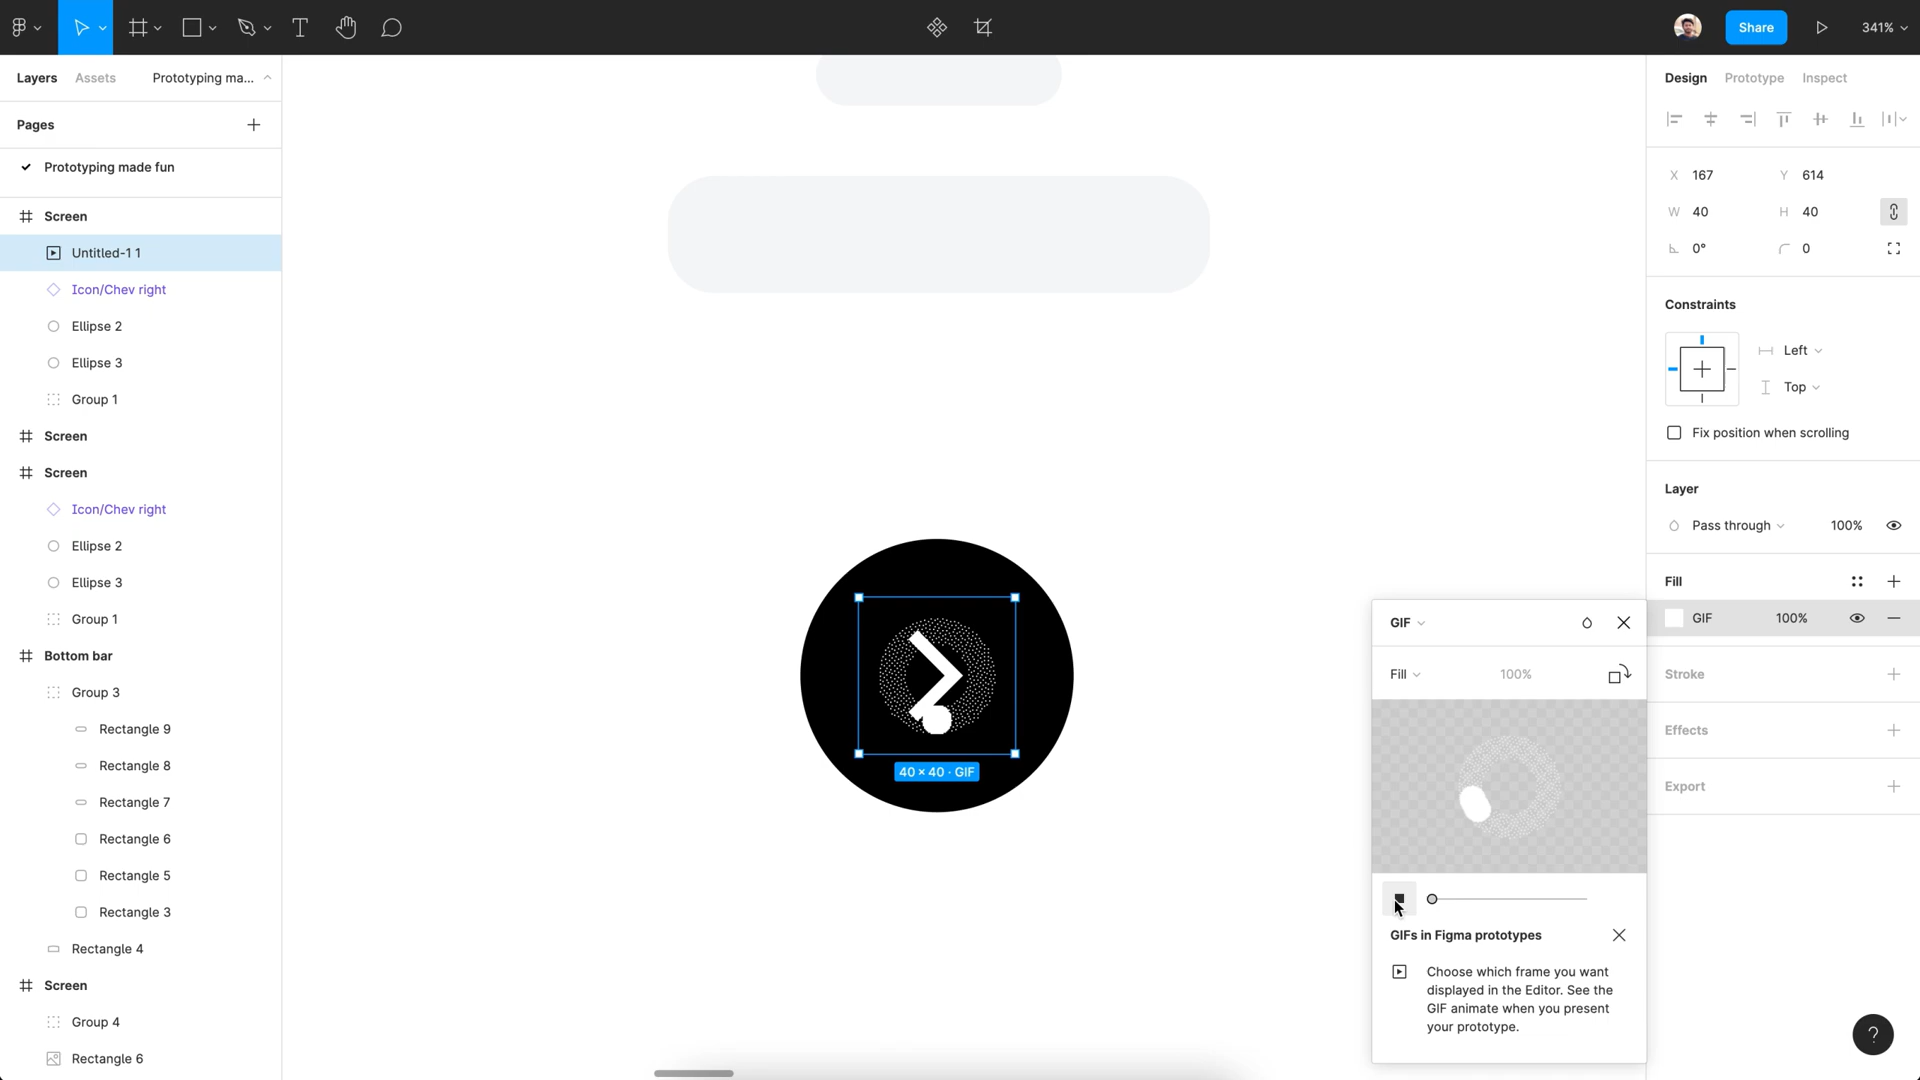 Share
341%
Layers
Assets
Prototyping ma...
Pages
Prototyping made fun
Screen
Untitled-1 1
Icon/Chev right
Ellipse 2
Ellipse 3
Group 1
Screen
Screen
Icon/Chev right
Ellipse 2
Ellipse 3
Group 1
Bottom bar
Group 3
Rectangle 9
Rectangle 8
Rectangle 7
Rectangle 6
Rectangle 5
Rectangle 3
Rectangle 4
Screen
Group 4
Rectangle 6
40 × 40 · GIF
GIF
Fill
100%
GIFs in Figma prototypes
Choose which frame you want
displayed in the Editor. See the
GIF animate when you present
your prototype.
Design
Prototype
Inspect
X 167
Y 614
W 40
H 40
0°
0
Constraints
Left
Top
Fix position when scrolling
Layer
Pass through
100%
Fill
GIF
100%
Stroke
Effects
Export
?